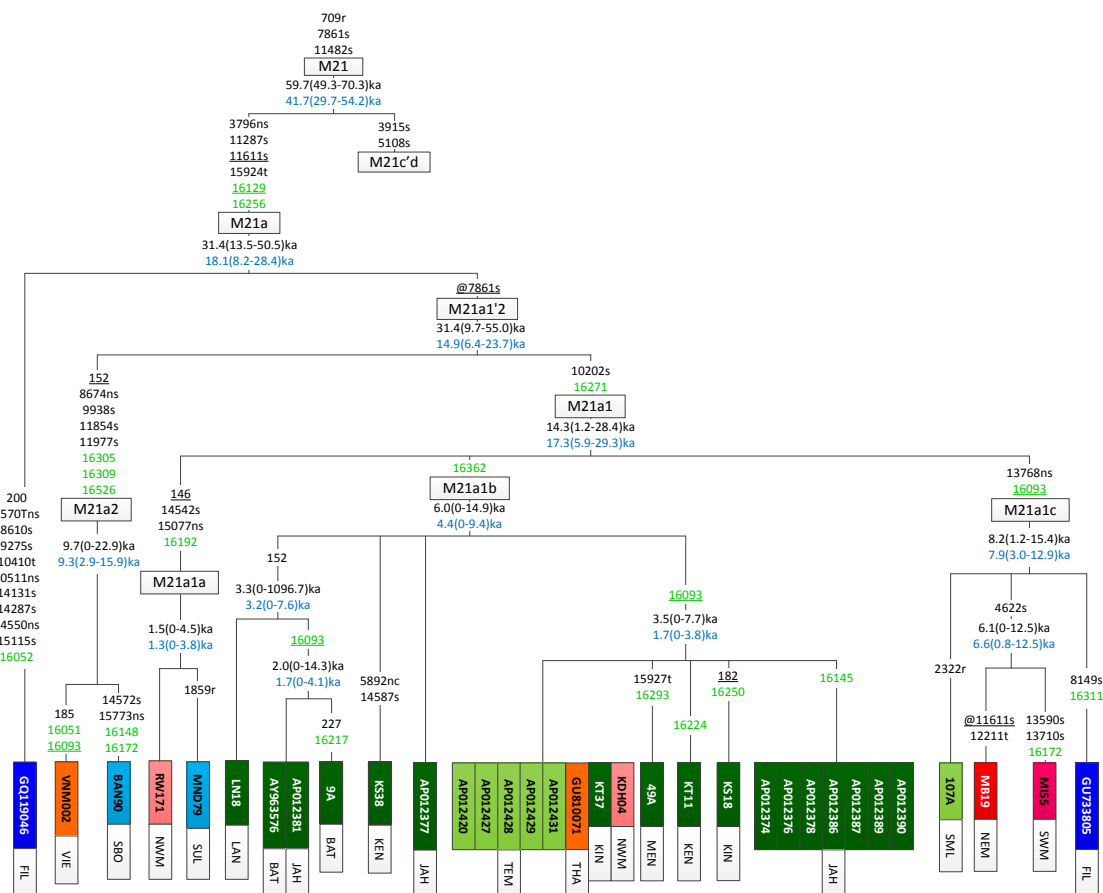 709r
7861s
11482s
M21
59.7(49.3-70.3)ka
41.7(29.7-54.2)ka
3796ns
11287s
11611s
15924t
16129
16256
M21a
31.4(13.5-50.5)ka
18.1(8.2-28.4)ka
3915s
5108s
M21c'd
@7861s
M21a1'2
31.4(9.7-55.0)ka
14.9(6.4-23.7)ka
152
8674ns
9938s
11854s
11977s
16305
16309
16526
M21a2
9.7(0-22.9)ka
9.3(2.9-15.9)ka
10202s
16271
M21a1
14.3(1.2-28.4)ka
17.3(5.9-29.3)ka
200
570Tns
8610s
9275s
10410t
0511ns
14131s
14287s
4550ns
15115s
16052
146
14542s
15077ns
16192
M21a1a
1.5(0-4.5)ka
1.3(0-3.8)ka
16362
M21a1b
6.0(0-14.9)ka
4.4(0-9.4)ka
13768ns
16093
M21a1c
8.2(1.2-15.4)ka
7.9(3.0-12.9)ka
152
3.3(0-1096.7)ka
3.2(0-7.6)ka
16093
2.0(0-14.3)ka
1.7(0-4.1)ka
16093
3.5(0-7.7)ka
1.7(0-3.8)ka
4622s
6.1(0-12.5)ka
6.6(0.8-12.5)ka
185
16051
16093
14572s
15773ns
16148
16172
1859r
227
16217
5892nc
14587s
15927t
16293
16224
182
16250
16145
2322r
@11611s
12211t
13590s
13710s
16172
8149s
16311
GQ119046
VNM002
BAN90
RW171
MND79
LN18
AY963576
AP012381
9A
KS38
AP012377
AP012420
AP012427
AP012428
AP012429
AP012431
GU810071
KT37
KDH04
49A
KT11
KS18
AP012374
AP012376
AP012378
AP012386
AP012387
AP012389
AP012390
107A
MB19
MI55
GU733805
FIL
VIE
SBO
NWM
SUL
LAN
BAT
JAH
BAT
KEN
JAH
TEM
THA
KIN
NWM
MEN
KEN
KIN
JAH
SML
NEM
SWM
FIL